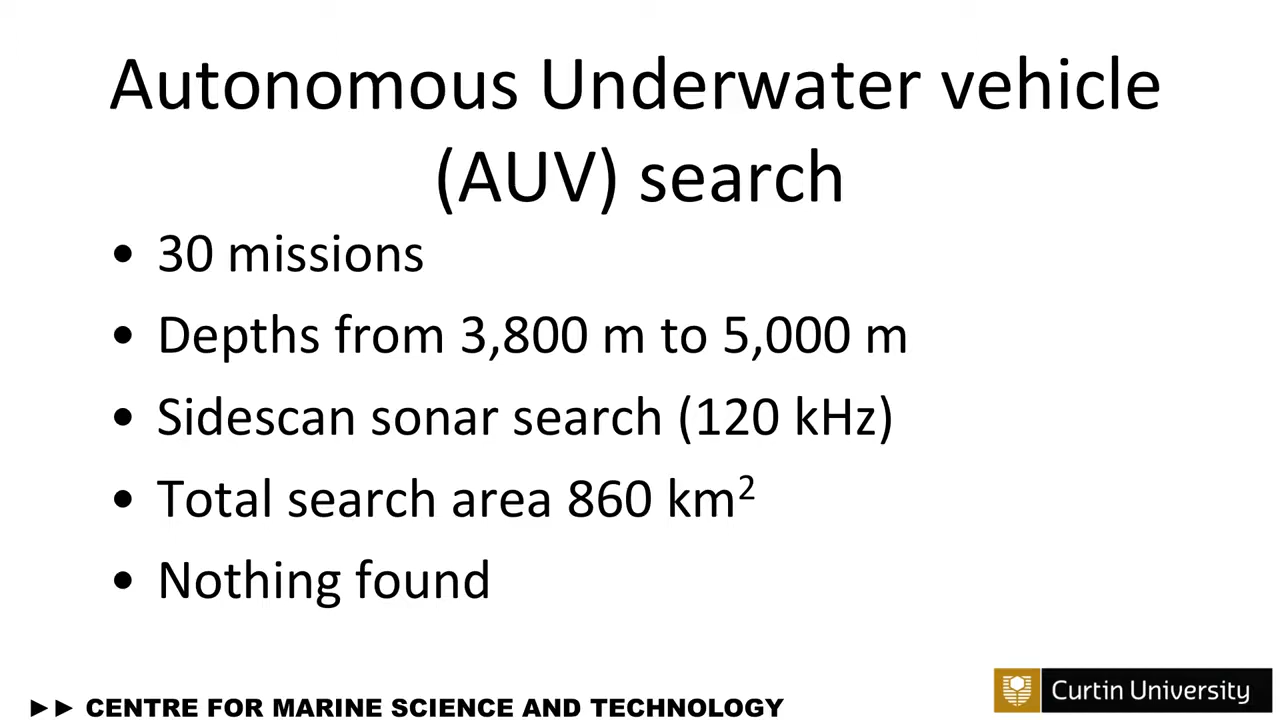 Autonomous Underwater vehicle
(AUV) search
• 30 missions
• Depths from 3,800 m to 5,000 m
• Sidescan sonar search (120 kHz)
• Total search area 860 km²
• Nothing found
►► CENTRE FOR MARINE SCIENCE AND TECHNOLOGY
Curtin University